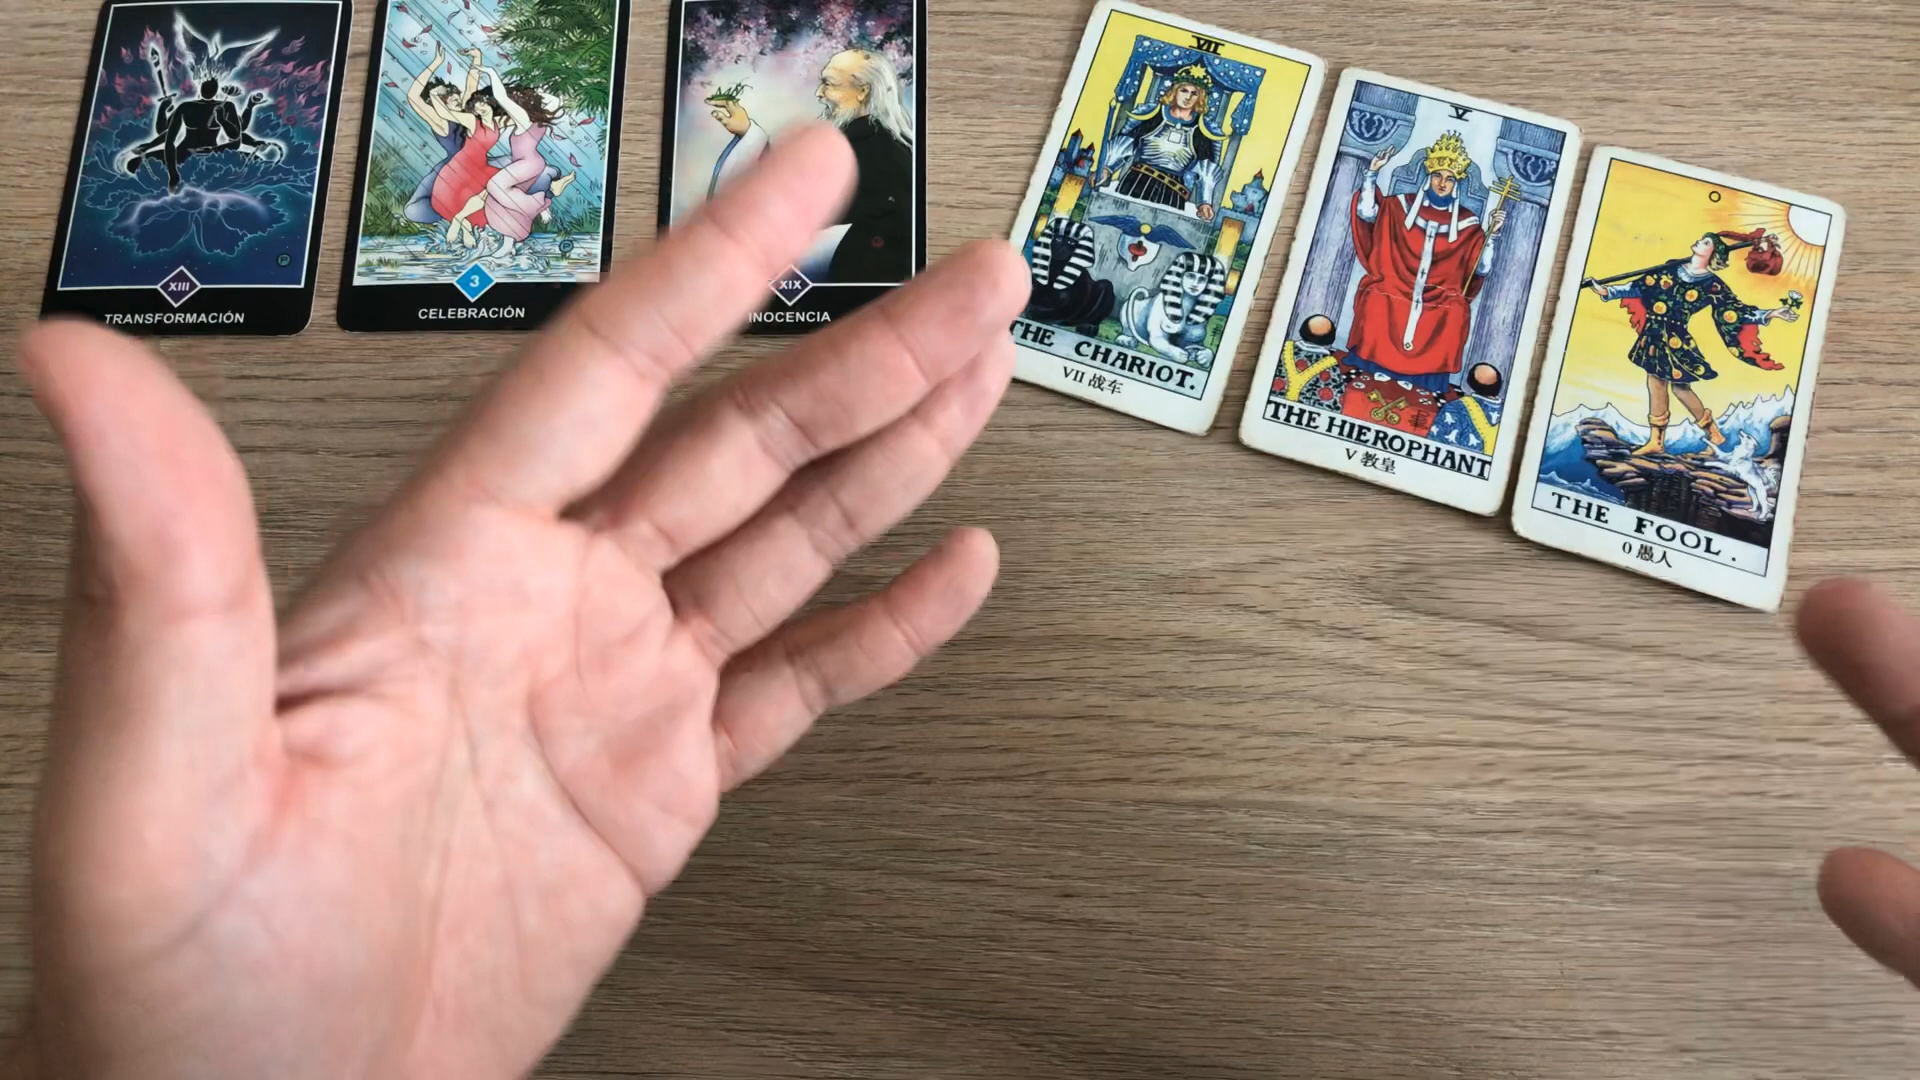 XIII
TRANSFORMACIÓN
3
CELEBRACIÓN
XIX
INOCENCIA
VII
THE CHARIOT.
VII 战车
V
THE HIEROPHANT
V 教皇
0
THE FOOL.
0 愚人